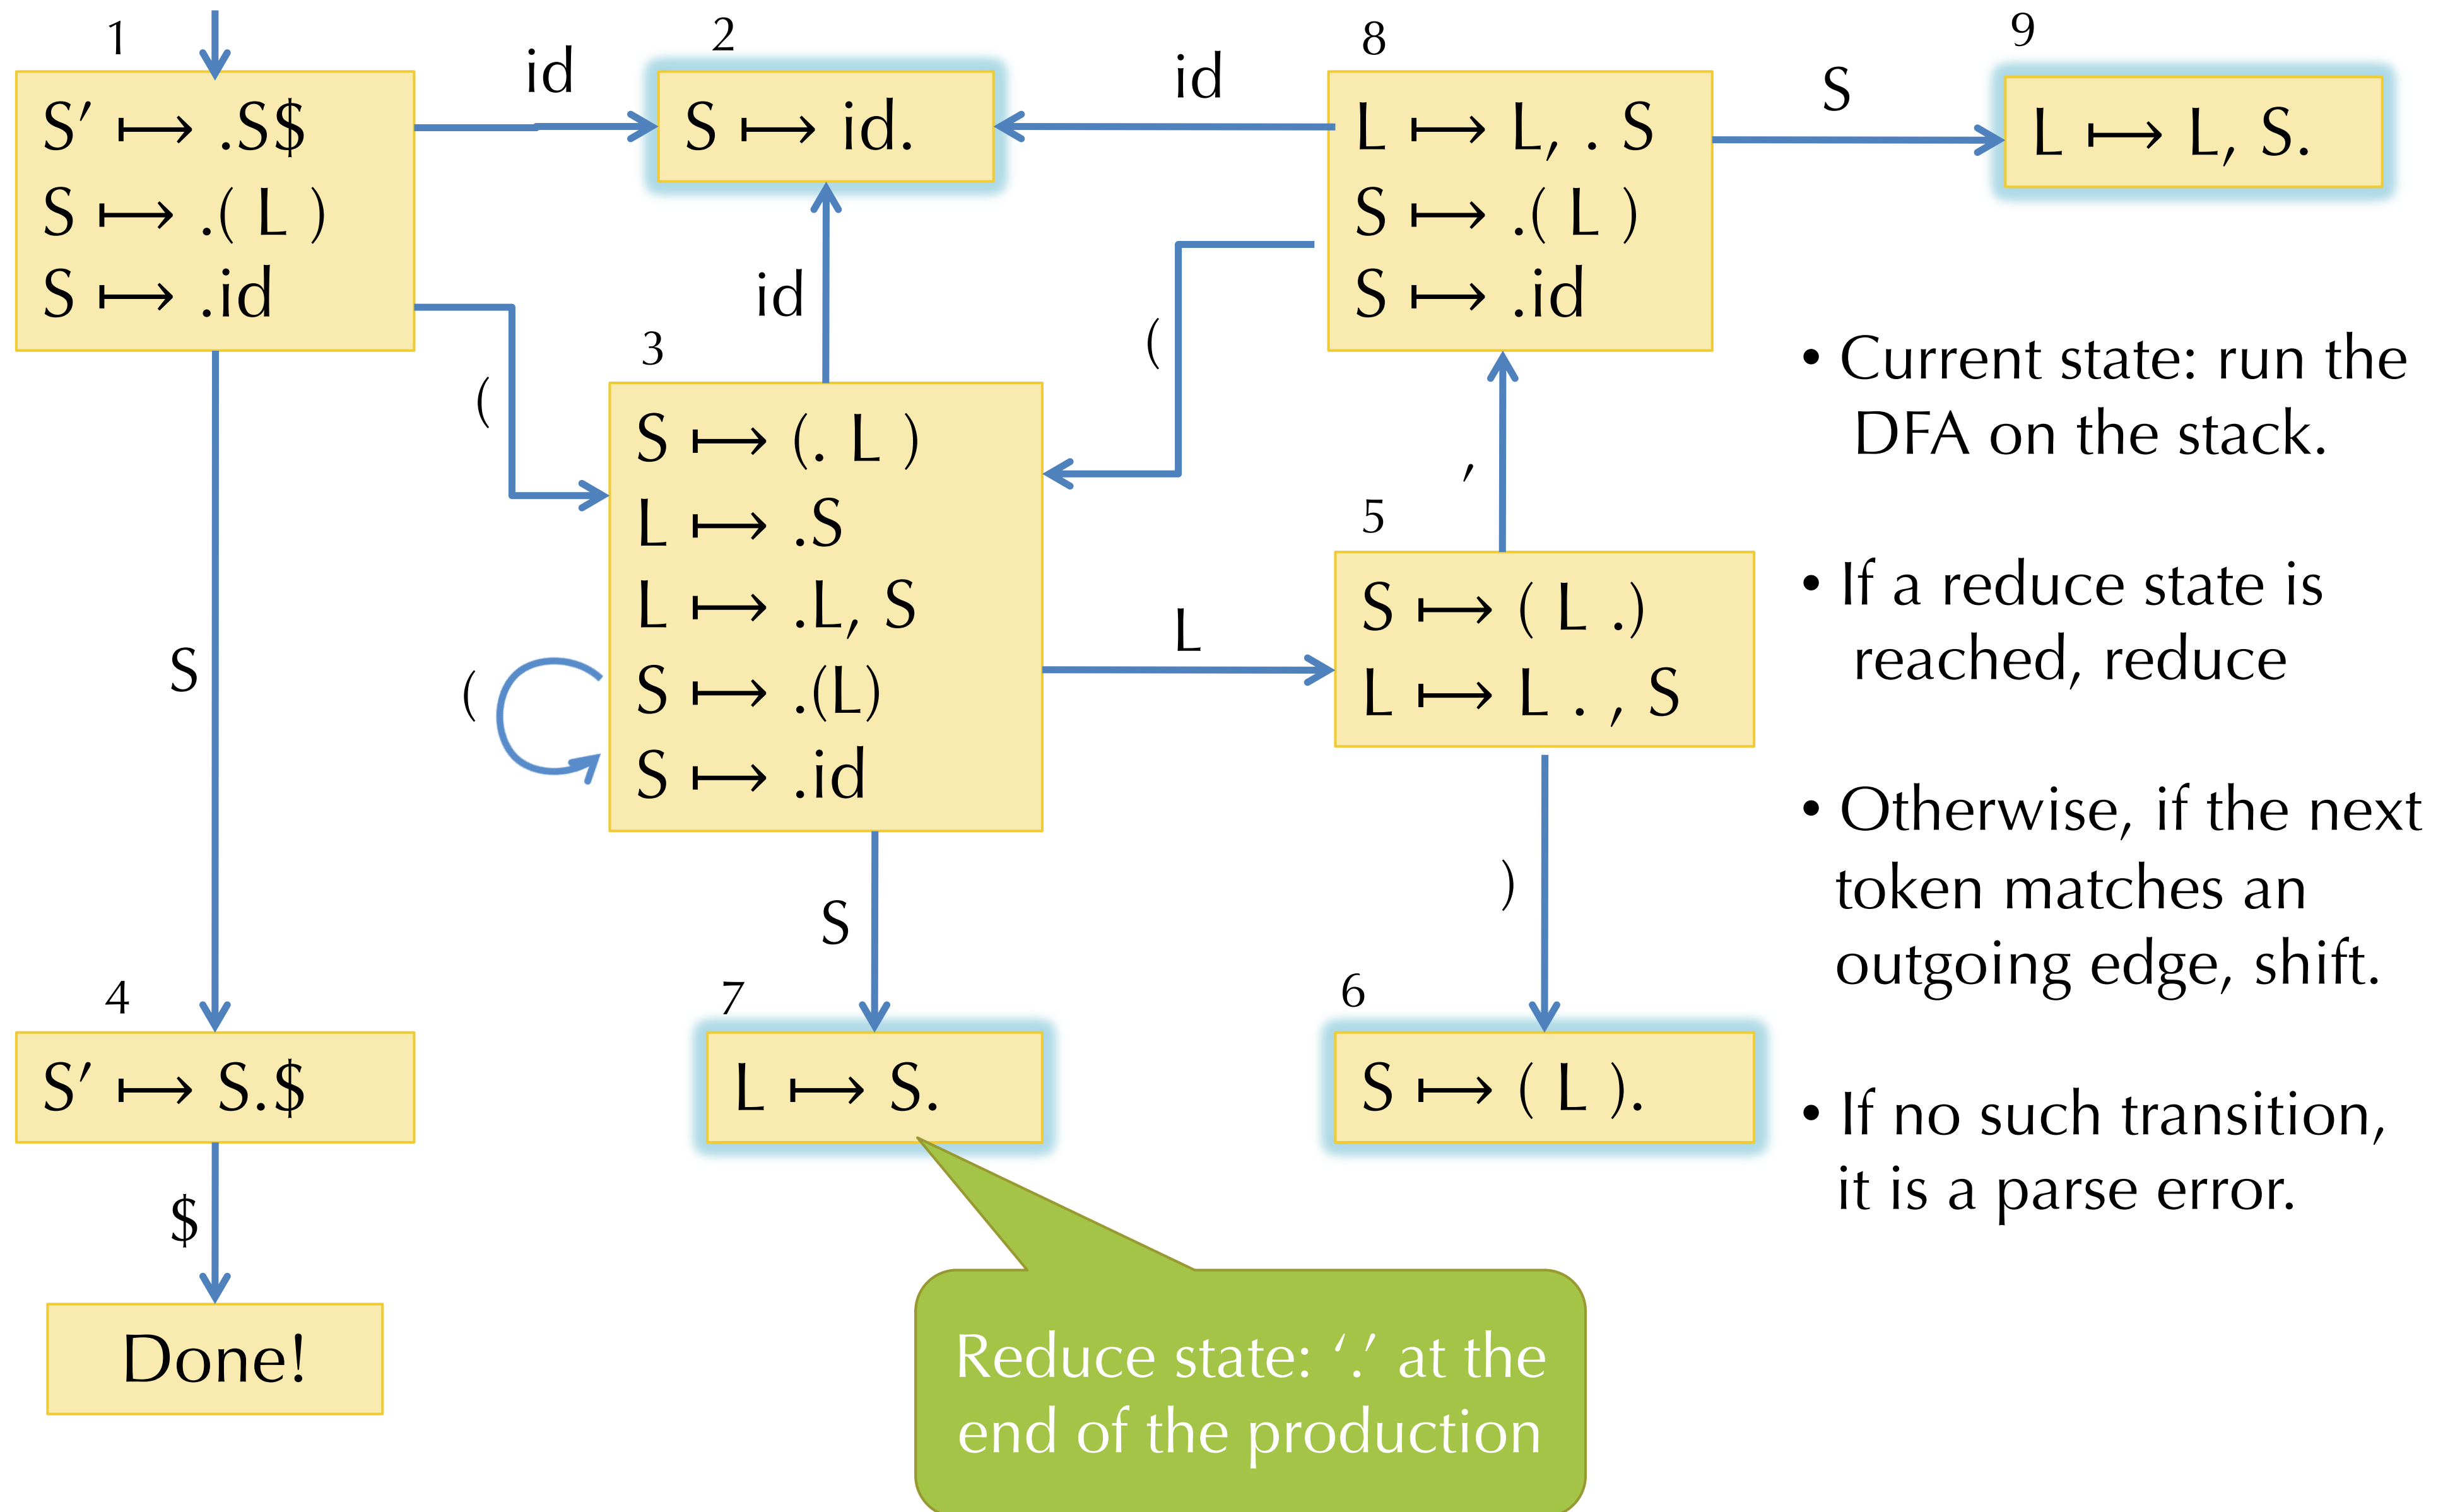 1
S′ ⟼ .S$
S ⟼ .( L )
S ⟼ .id
id
2
S ⟼ id.
id
8
L ⟼ L, . S
S ⟼ .( L )
S ⟼ .id
S
9
L ⟼ L, S.
(
id
(
3
S ⟼ (. L )
L ⟼ .S
L ⟼ .L, S
S ⟼ .(L)
S ⟼ .id
(
S
L
,
5
S ⟼ ( L .)
L ⟼ L . , S
)
S
4
S′ ⟼ S.$
7
L ⟼ S.
6
S ⟼ ( L ).
$
Done!
Reduce state: ‘.’ at the
end of the production
• Current state: run the
DFA on the stack.
• If a reduce state is
reached, reduce
• Otherwise, if the next
token matches an
outgoing edge, shift.
• If no such transition,
it is a parse error.